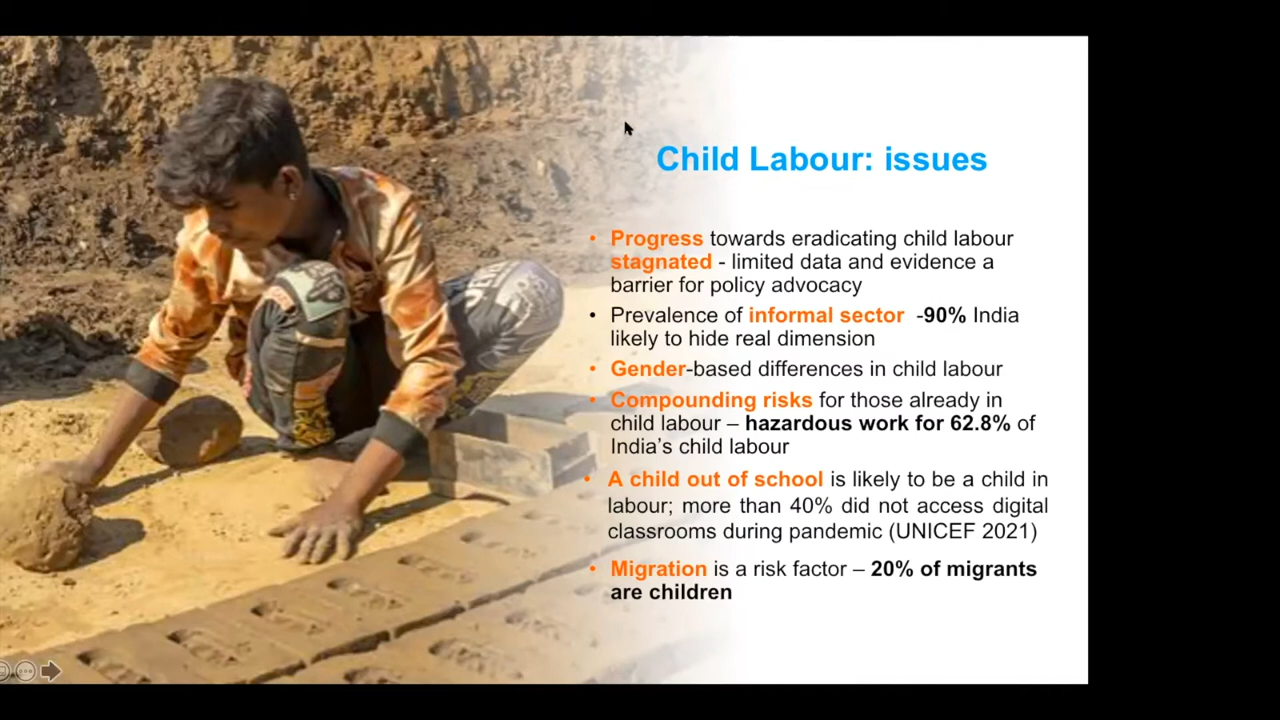 Child Labour: issues
• Progress towards eradicating child labour
stagnated - limited data and evidence a
barrier for policy advocacy
• Prevalence of informal sector -90% India
likely to hide real dimension
• Gender-based differences in child labour
• Compounding risks for those already in
child labour – hazardous work for 62.8% of
India's child labour
• A child out of school is likely to be a child in
labour; more than 40% did not access digital
classrooms during pandemic (UNICEF 2021)
• Migration is a risk factor – 20% of migrants
are children